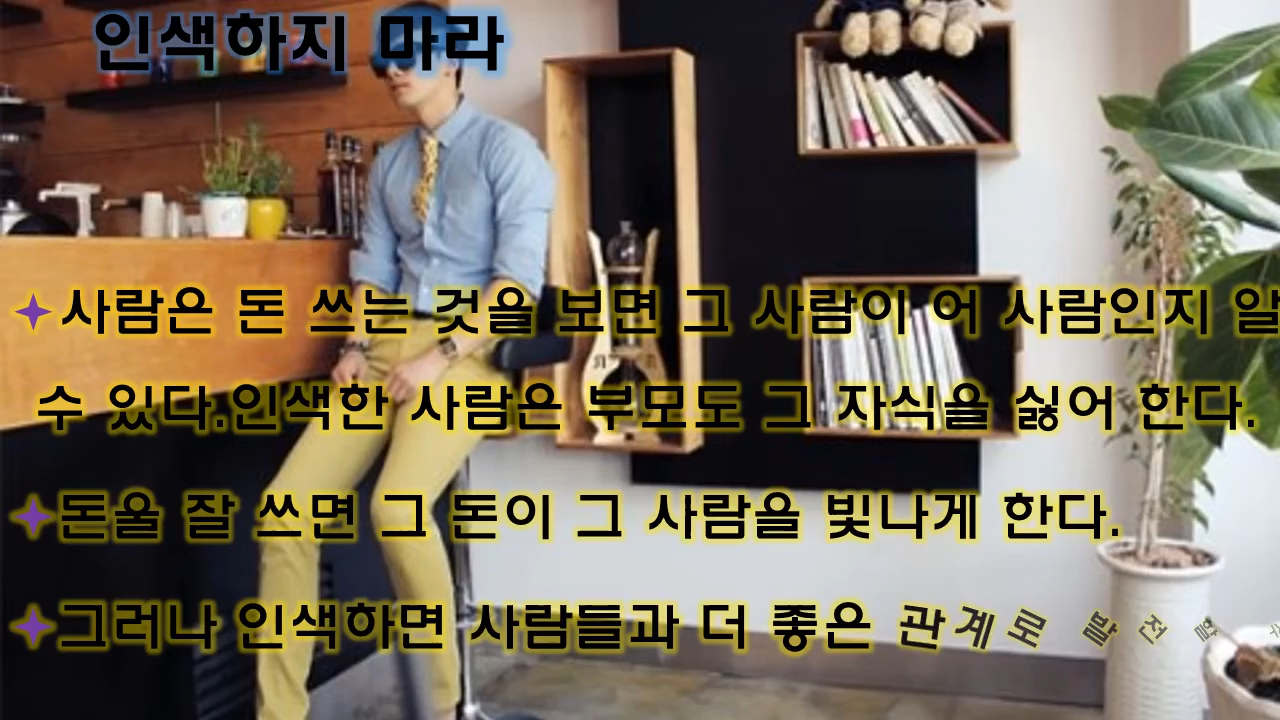 인색하지 마라
사람은 돈 쓰는 것을 보면 그 사람이 어 사람인지 알
수 있다.인색한 사람은 부모도 그 자식을 싫어 한다.
돈울 잘 쓰면 그 돈이 그 사람을 빛나게 한다.
그러나 인색하면 사람들과 더 좋은 관계로 발전할